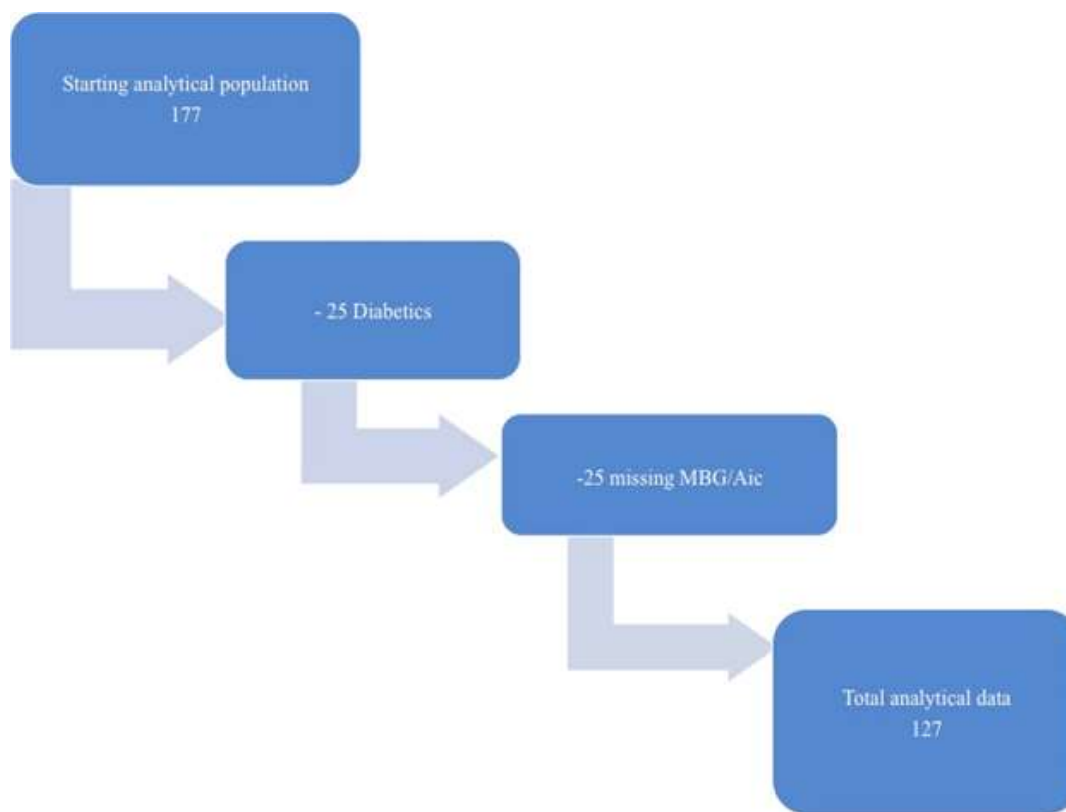 Starting analytical population
177
- 25 Diabetics
-25 missing MBG/Aic
Total analytical data
127